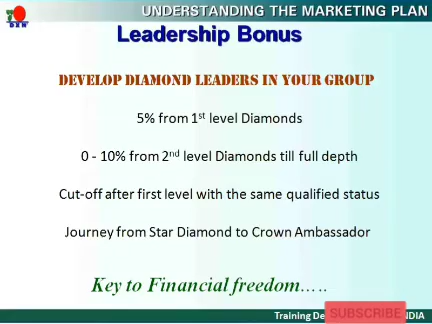 DXN
UNDERSTANDING THE MARKETING PLAN
Leadership Bonus
DEVELOP DIAMOND LEADERS IN YOUR GROUP
5% from 1st level Diamonds
0 - 10% from 2nd level Diamonds till full depth
Cut-off after first level with the same qualified status
Journey from Star Diamond to Crown Ambassador
Key to Financial freedom…..
Training
SUBSCRIBE